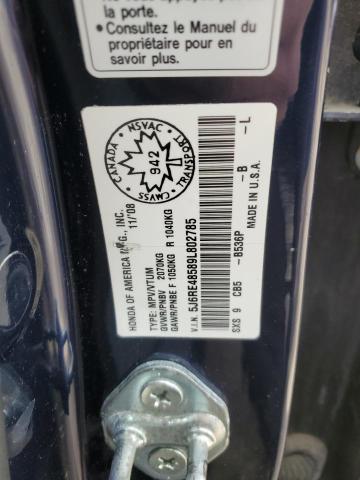 la porte.
• Consultez le Manuel du
propriétaire pour en
savoir plus.
CANADA
NSVAC
TRANSPORT
CMVSS
942
HONDA OF AMERICA MFG., INC.
11/08
TYPE: MPV/VTUM
GVWR/PNBV 2070KG
GAWR/PNBE F 1050KG R 1040KG
V.I.N. 5J6RE48589L802785
SXS 9 CB5 -B536P -B -L
MADE IN U.S.A.